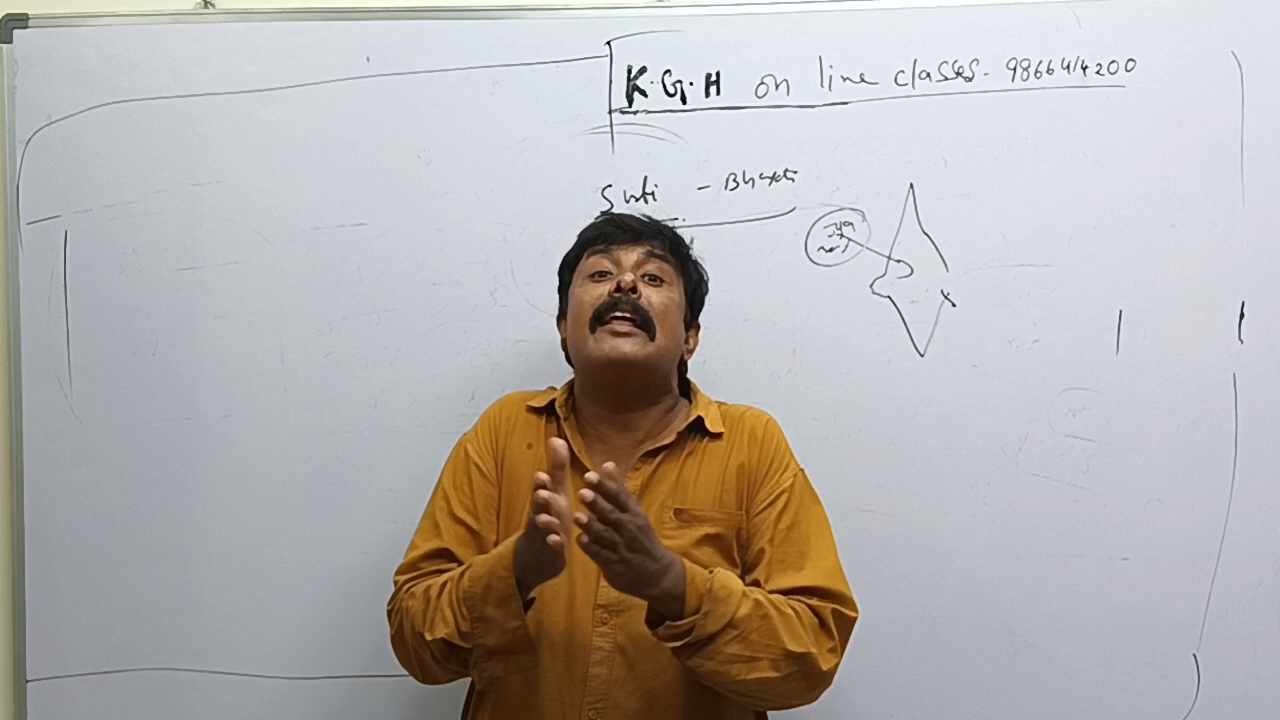 K.G.H on line classes - 9866414200
Sufi - Bhakti